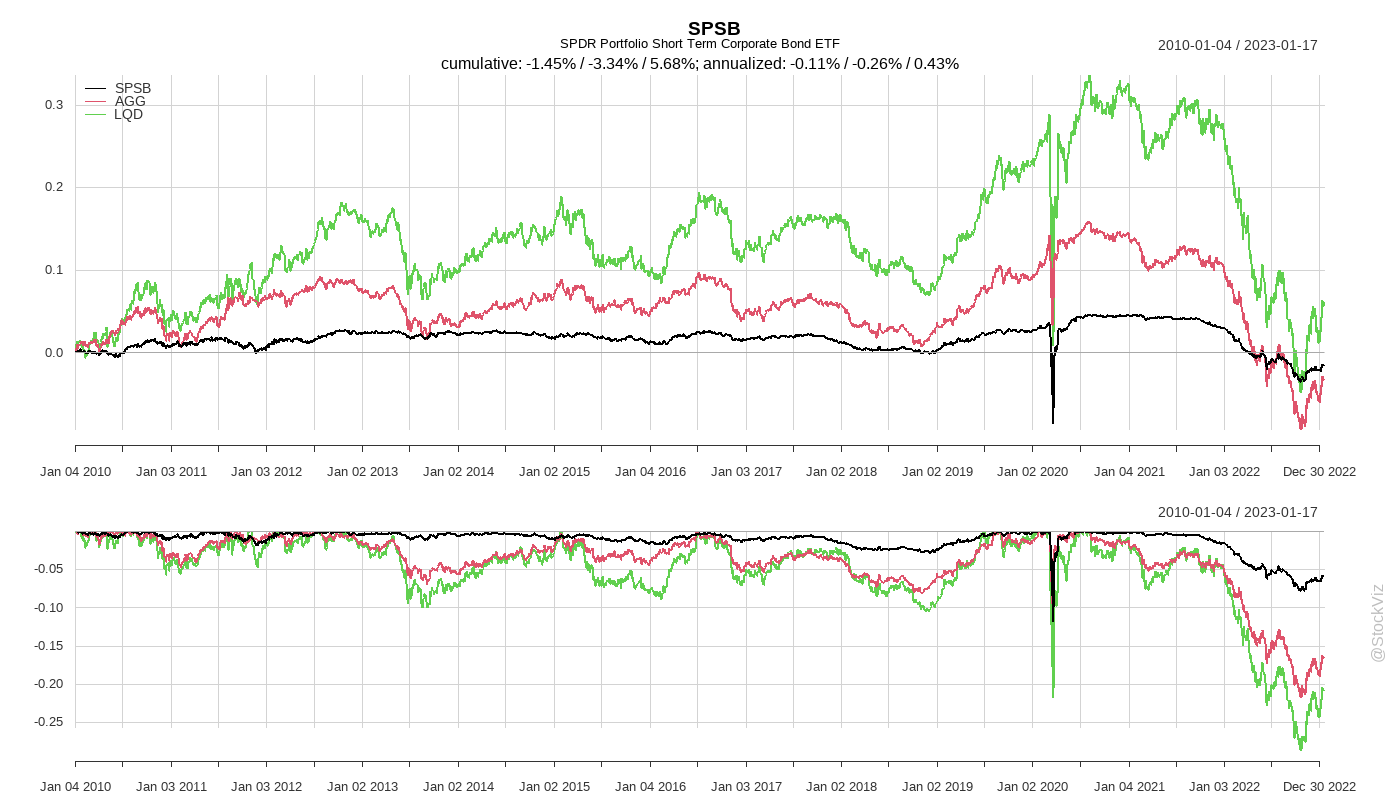 SPSB
SPDR Portfolio Short Term Corporate Bond ETF
2010-01-04 / 2023-01-17
cumulative: -1.45% / -3.34% / 5.68%; annualized: -0.11% / -0.26% / 0.43%
SPSB
AGG
LQD
0.3
0.2
0.1
0.0
Jan 04 2010 Jan 03 2011 Jan 03 2012 Jan 02 2013 Jan 02 2014 Jan 02 2015 Jan 04 2016 Jan 03 2017 Jan 02 2018 Jan 02 2019 Jan 02 2020 Jan 04 2021 Jan 03 2022 Dec 30 2022
2010-01-04 / 2023-01-17
-0.05
-0.10
-0.15
-0.20
-0.25
Jan 04 2010 Jan 03 2011 Jan 03 2012 Jan 02 2013 Jan 02 2014 Jan 02 2015 Jan 04 2016 Jan 03 2017 Jan 02 2018 Jan 02 2019 Jan 02 2020 Jan 04 2021 Jan 03 2022 Dec 30 2022
@StockViz